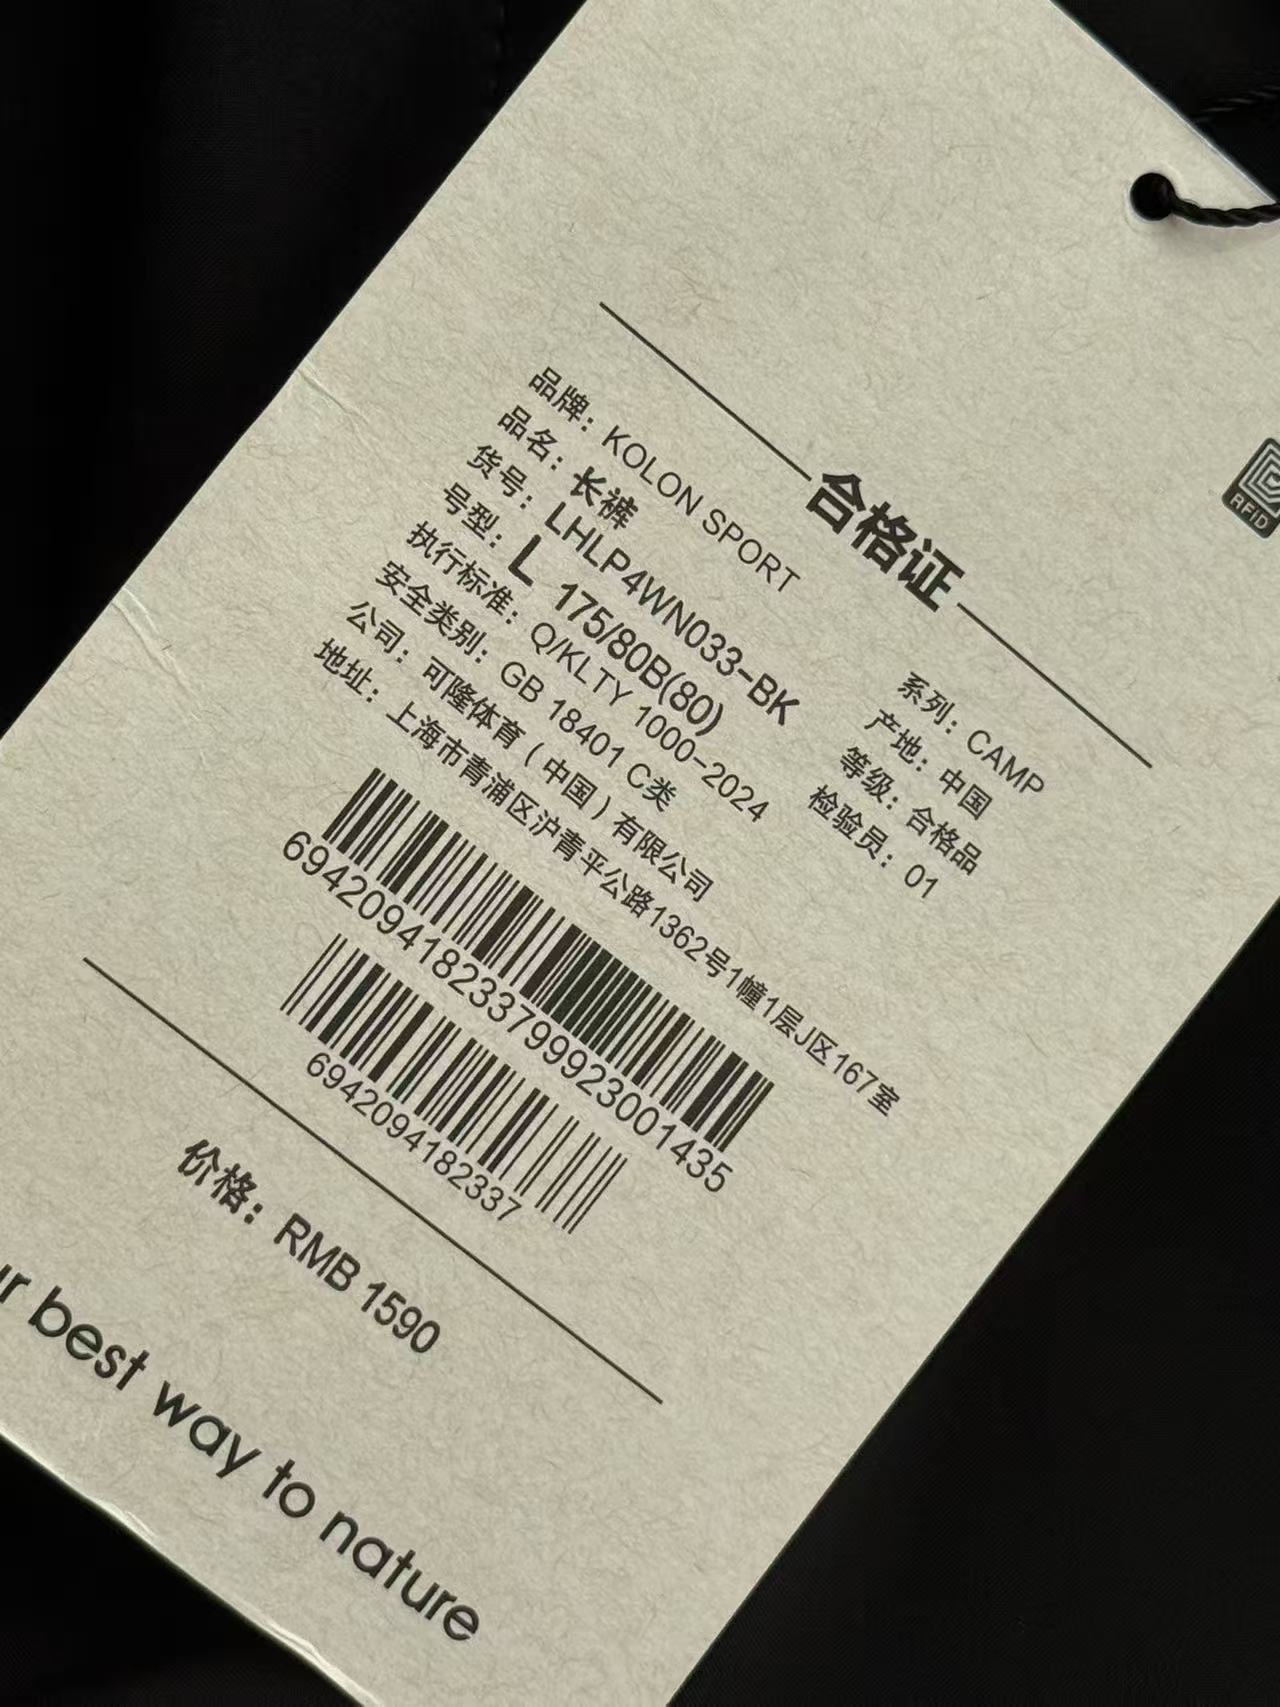 合格证
品牌：KOLON SPORT
品名：长裤
货号：LHLP4WN033-BK
号型：L 175/80B(80)
执行标准：Q/KLTY 1000-2024
安全类别：GB 18401 C类
公司：可隆体育（中国）有限公司
地址：上海市青浦区沪青平公路1362号1幢1层J区167室
系列：CAMP
产地：中国
等级：合格品
检验员：01
RFID
694209418233799923001435
6942094182337
价格：RMB 1590
best way to nature